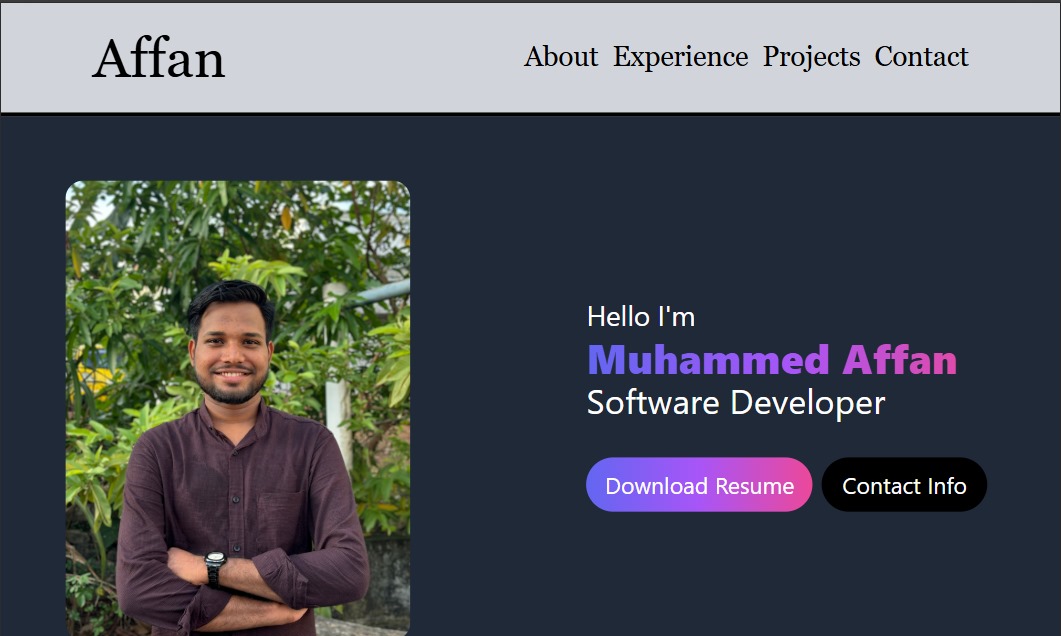 Affan
About Experience Projects Contact
Hello I'm
Muhammed Affan
Software Developer
Download Resume
Contact Info